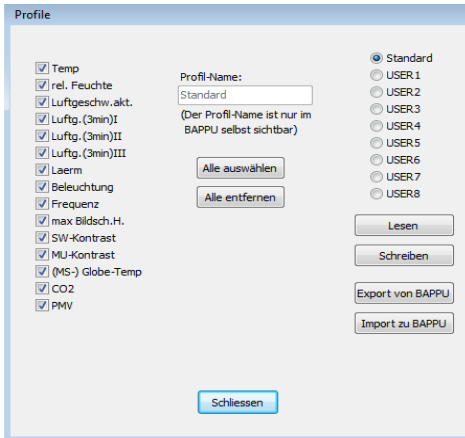 Profile
Temp
rel. Feuchte
Luftgeschw.akt.
Luftg.(3min)I
Luftg.(3min)II
Luftg.(3min)III
Laerm
Beleuchtung
Frequenz
max Bildsch.H.
SW-Kontrast
MU-Kontrast
(MS-) Globe-Temp
CO2
PMV
Profil-Name:
Standard
(Der Profil-Name ist nur im
BAPPU selbst sichtbar)
Alle auswählen
Alle entfernen
Standard
USER1
USER2
USER3
USER4
USER5
USER6
USER7
USER8
Lesen
Schreiben
Export von BAPPU
Import zu BAPPU
Schliessen